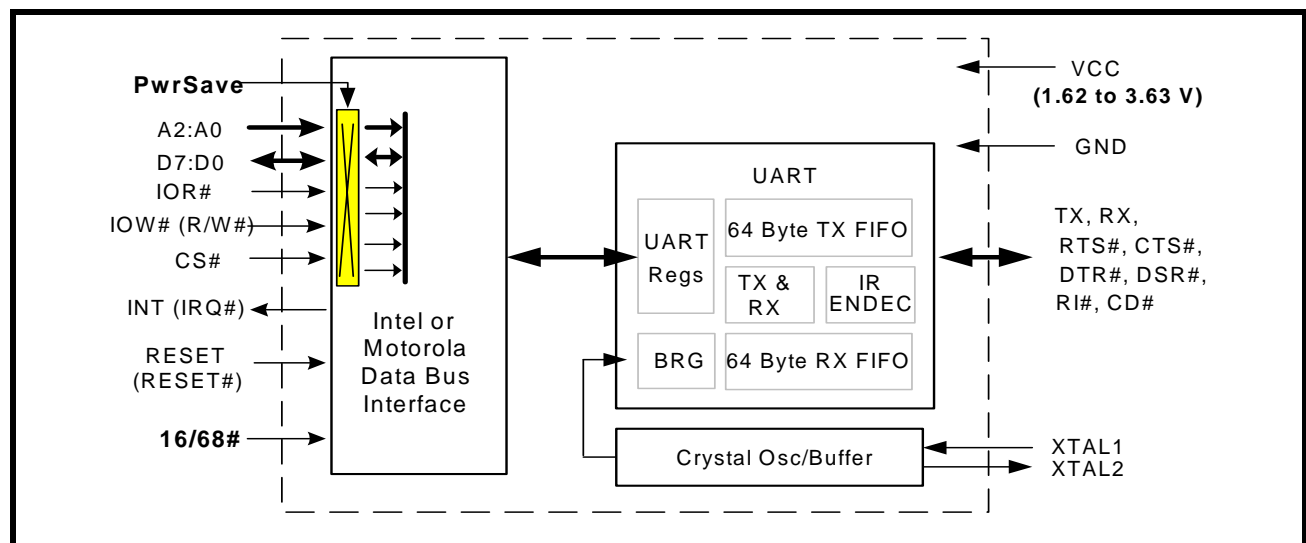 PwrSave
A2:A0
D7:D0
IOR#
IOW# (R/W#)
CS#
INT (IRQ#)
RESET
(RESET#)
16/68#
Intel or
Motorola
Data Bus
Interface
UART
UART
Regs
64 Byte TX FIFO
TX &
RX
IR
ENDEC
BRG
64 Byte RX FIFO
Crystal Osc/Buffer
VCC
(1.62 to 3.63 V)
GND
TX, RX,
RTS#, CTS#,
DTR#, DSR#,
RI#, CD#
XTAL1
XTAL2